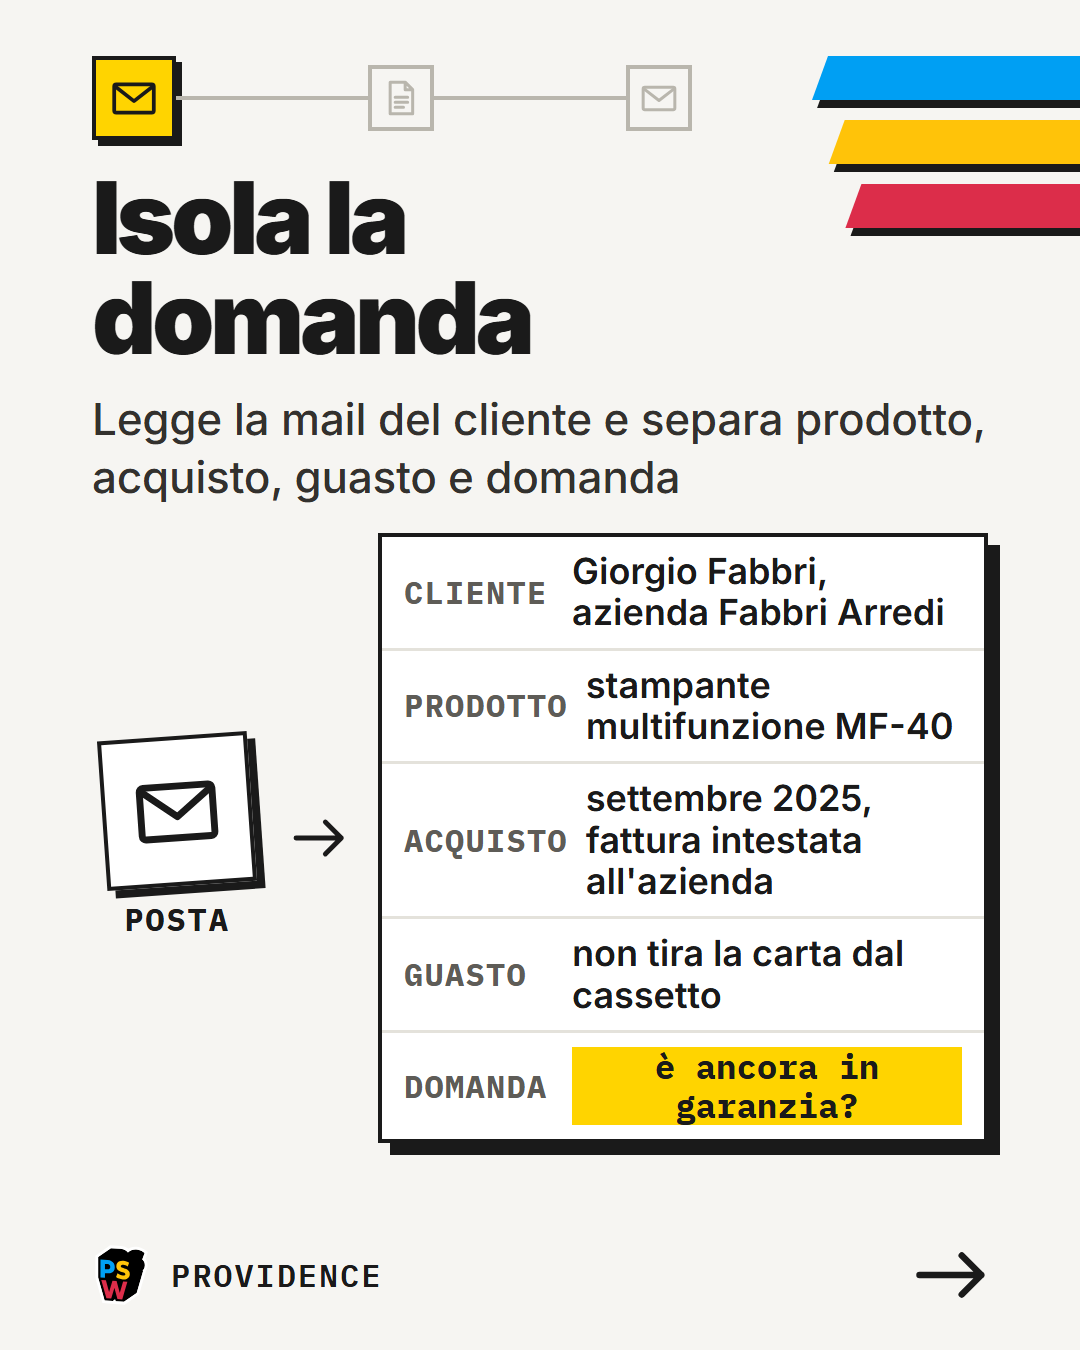 Isola la
domanda
Legge la mail del cliente e separa prodotto,
acquisto, guasto e domanda
CLIENTE
Giorgio Fabbri,
azienda Fabbri Arredi
PRODOTTO
stampante
multifunzione MF-40
ACQUISTO
settembre 2025,
fattura intestata
all'azienda
GUASTO
non tira la carta dal
cassetto
DOMANDA
è ancora in
garanzia?
POSTA
PSW
PROVIDENCE